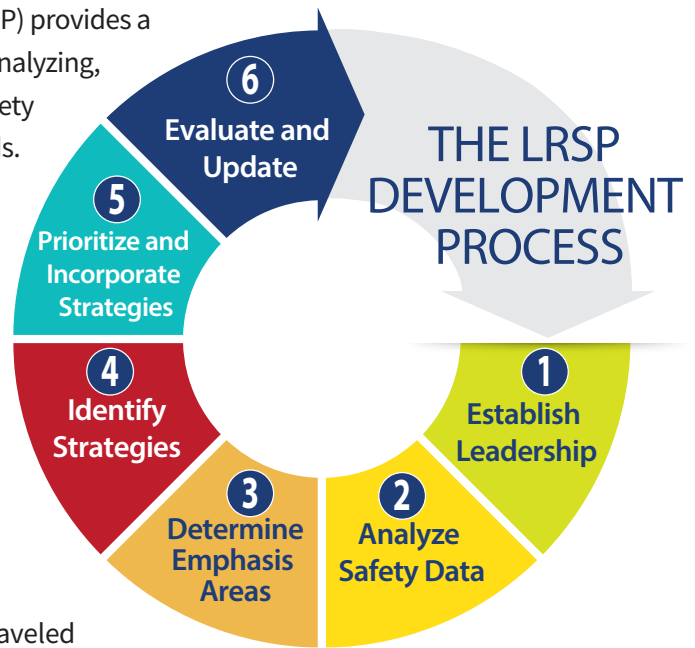 P) provides a
nalyzing,
ety
ls.
THE LRSP
DEVELOPMENT
PROCESS
1
Establish
Leadership
2
Analyze
Safety Data
3
Determine
Emphasis
Areas
4
Identify
Strategies
5
Prioritize and
Incorporate
Strategies
6
Evaluate and
Update
aveled